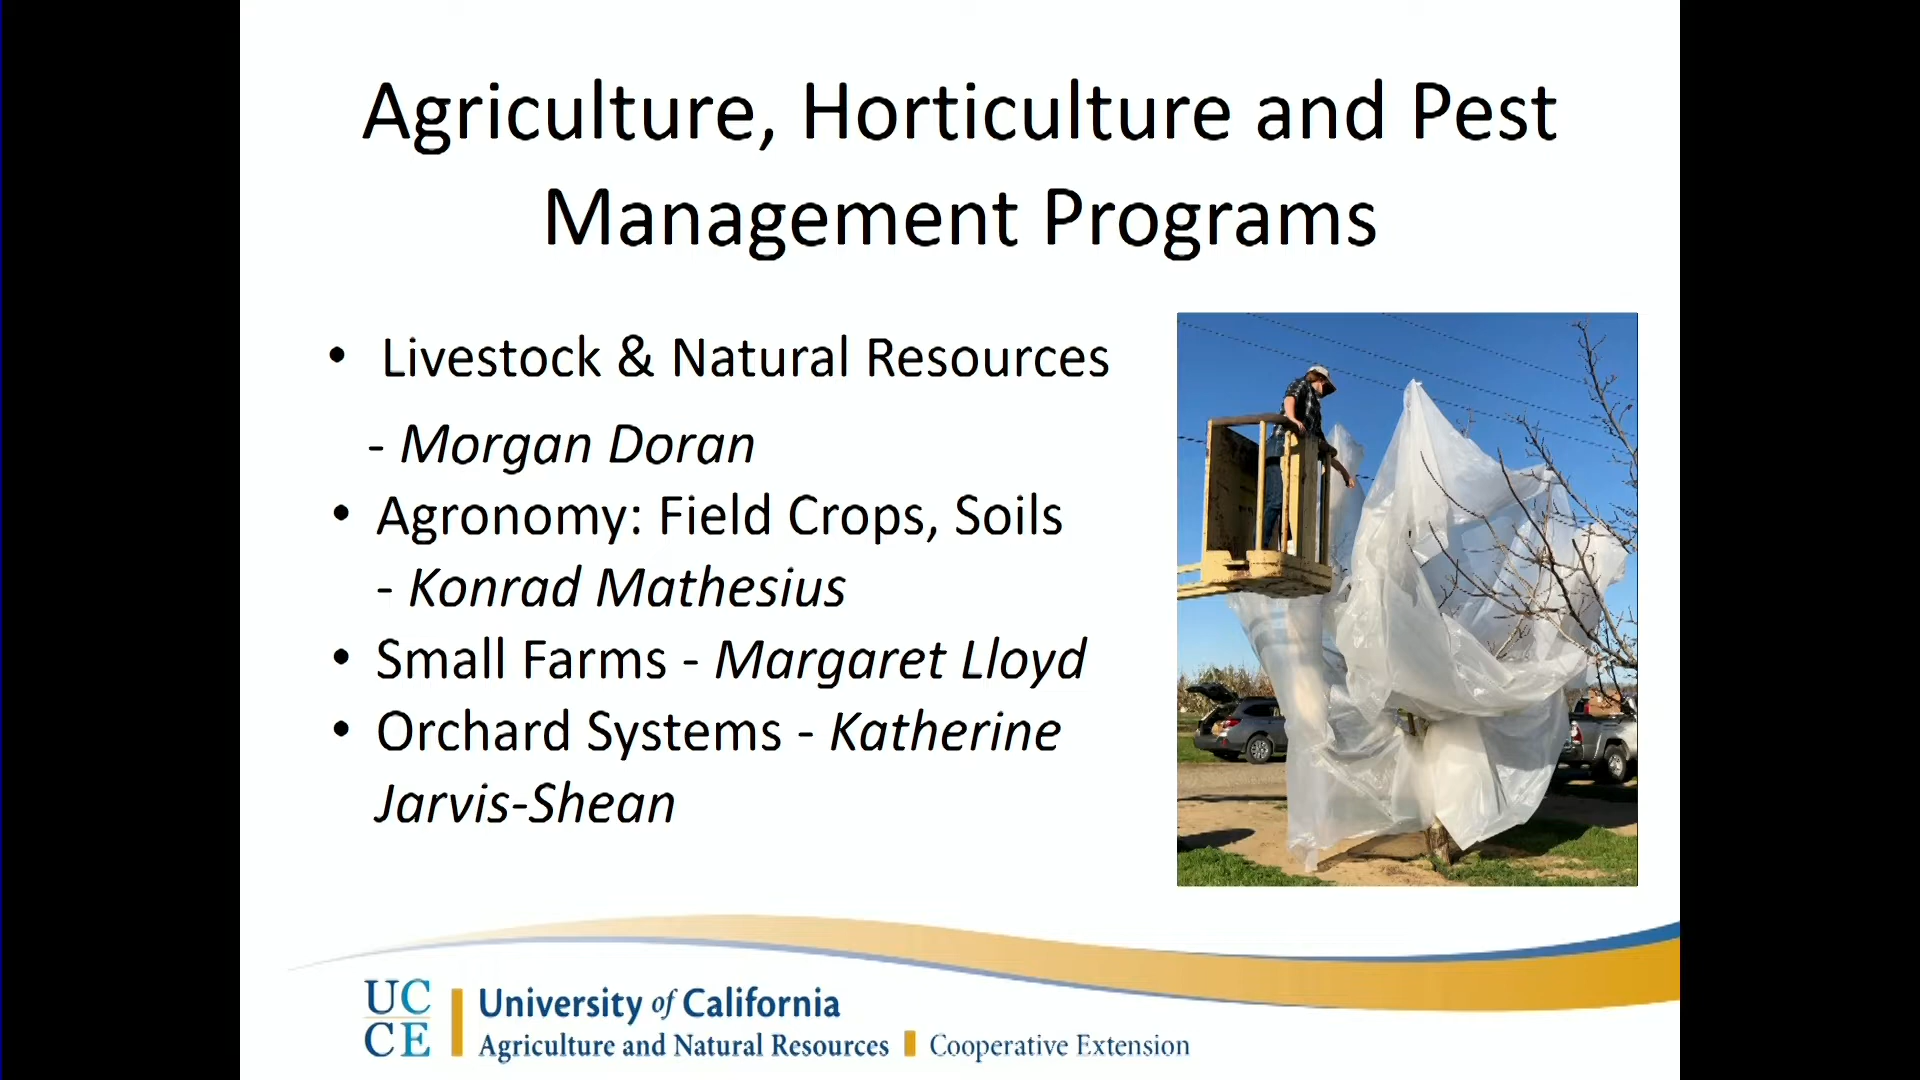 Agriculture, Horticulture and Pest
Management Programs
• Livestock & Natural Resources
- Morgan Doran
• Agronomy: Field Crops, Soils
- Konrad Mathesius
• Small Farms - Margaret Lloyd
• Orchard Systems - Katherine
Jarvis-Shean
UC
CE
University of California
Agriculture and Natural Resources
Cooperative Extension